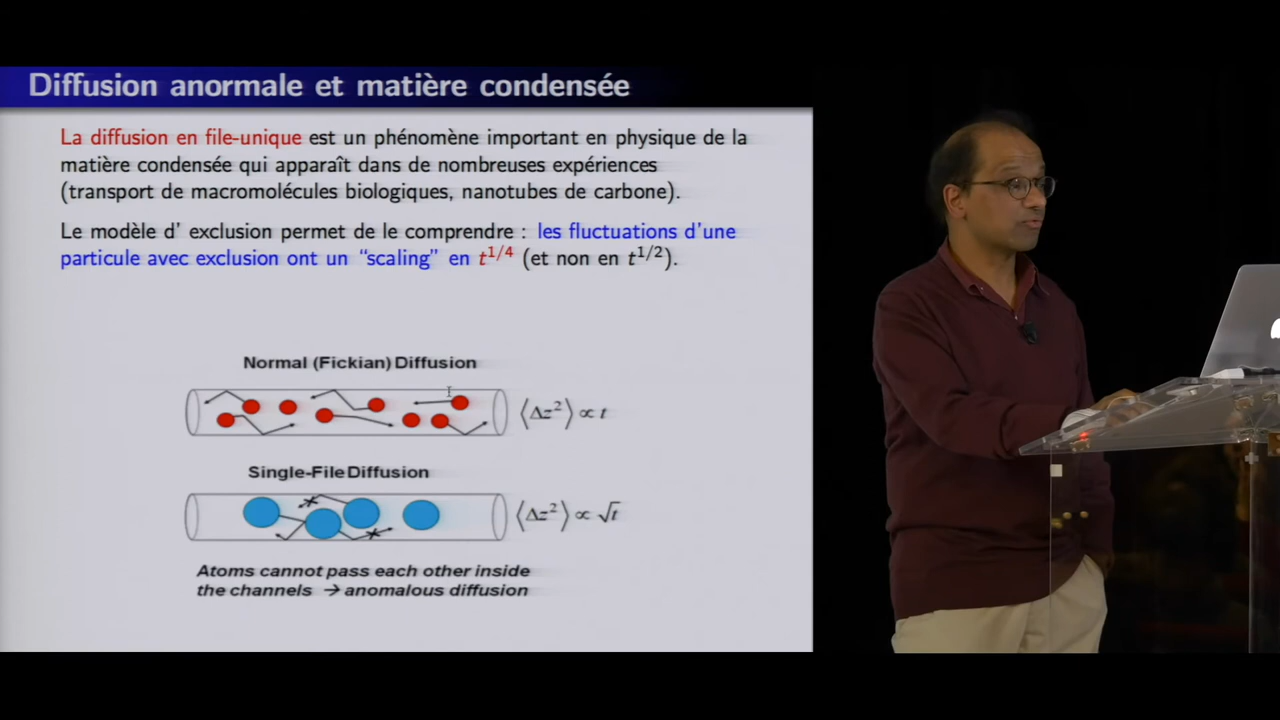 Diffusion anormale et matière condensée
La diffusion en file-unique est un phénomène important en physique de la
matière condensée qui apparaît dans de nombreuses expériences
(transport de macromolécules biologiques, nanotubes de carbone).
Le modèle d' exclusion permet de le comprendre : les fluctuations d'une
particule avec exclusion ont un "scaling" en t^{1/4} (et non en t^{1/2}).
Normal (Fickian) Diffusion
⟨Δz²⟩ ∝ t
Single-File Diffusion
⟨Δz²⟩ ∝ √t
Atoms cannot pass each other inside
the channels → anomalous diffusion